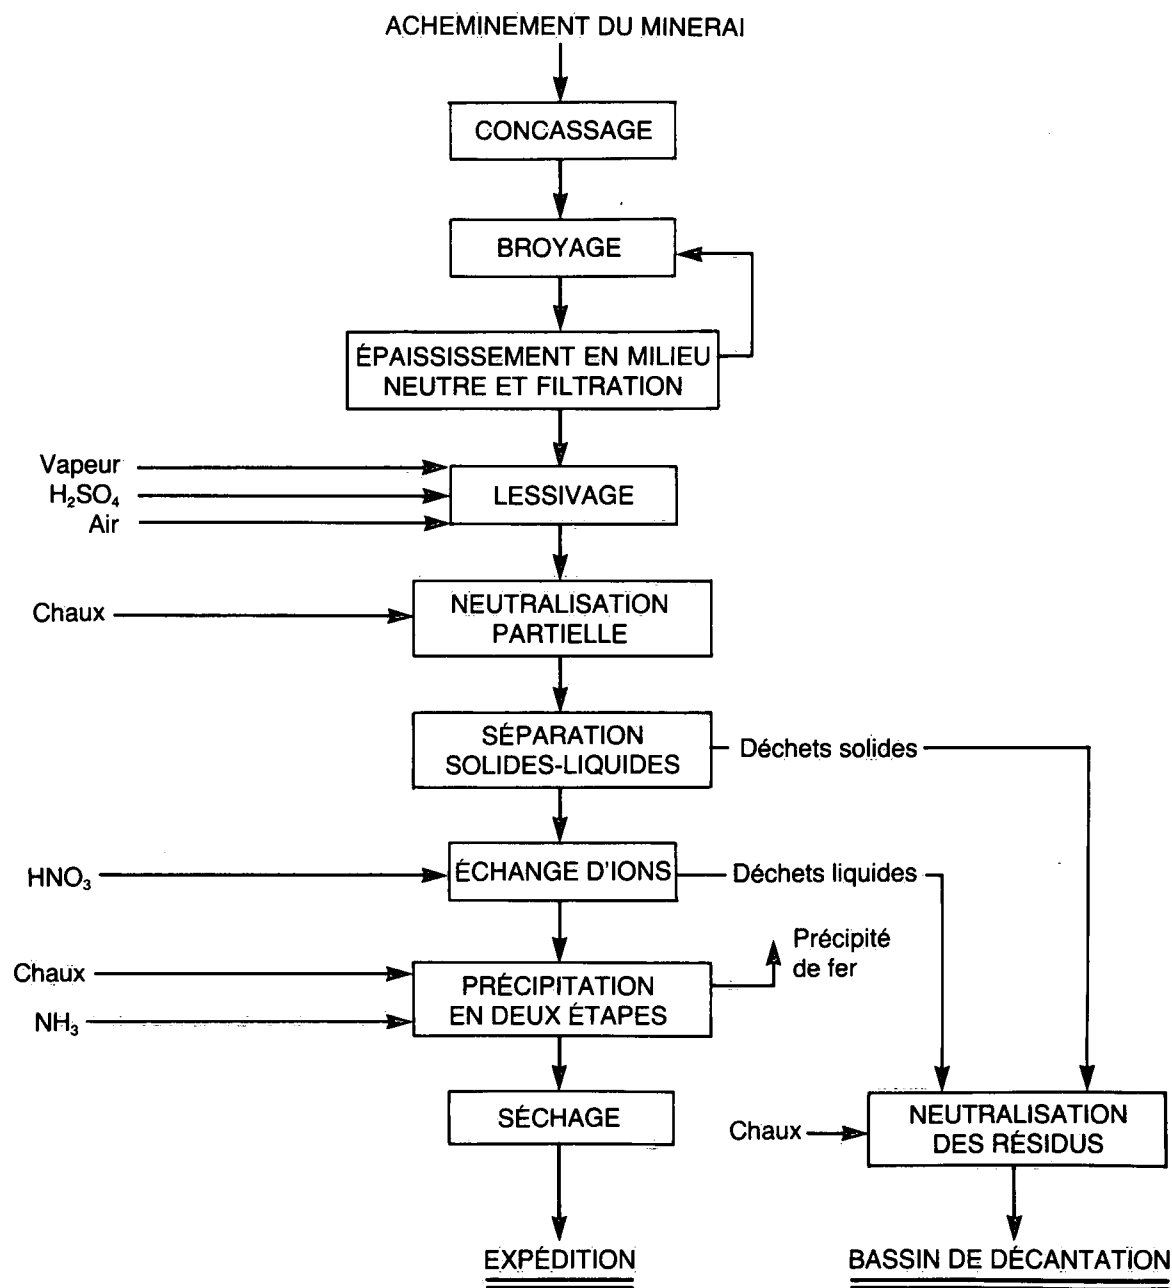 ACHEMINEMENT DU MINERAI
CONCASSAGE
BROYAGE
ÉPAISSISSEMENT EN MILIEU
NEUTRE ET FILTRATION
Vapeur
H₂SO₄
Air
LESSIVAGE
Chaux
NEUTRALISATION
PARTIELLE
SÉPARATION
SOLIDES-LIQUIDES
Déchets solides
HNO₃
ÉCHANGE D'IONS
Déchets liquides
Précipité
de fer
Chaux
NH₃
PRÉCIPITATION
EN DEUX ÉTAPES
SÉCHAGE
Chaux
NEUTRALISATION
DES RÉSIDUS
EXPÉDITION
BASSIN DE DÉCANTATION